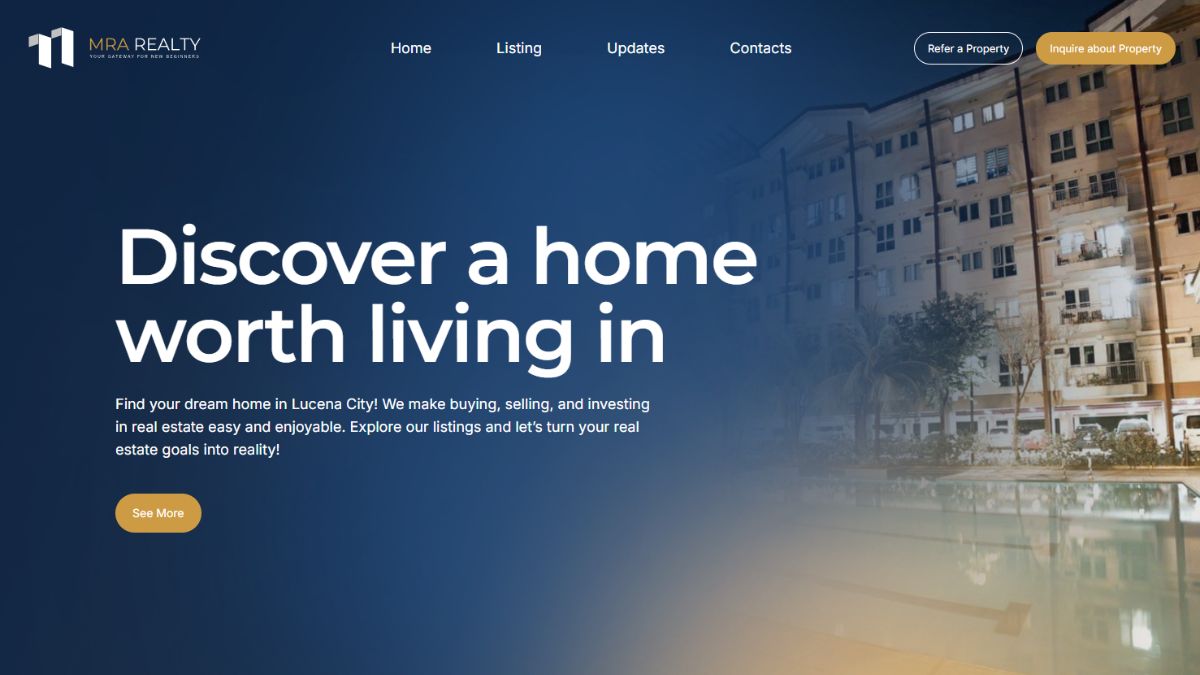 MRA REALTY
YOUR GATEWAY FOR NEW BEGINNERS
Home
Listing
Updates
Contacts
Refer a Property
Inquire about Property
Discover a home
worth living in
Find your dream home in Lucena City! We make buying, selling, and investing
in real estate easy and enjoyable. Explore our listings and let’s turn your real
estate goals into reality!
See More